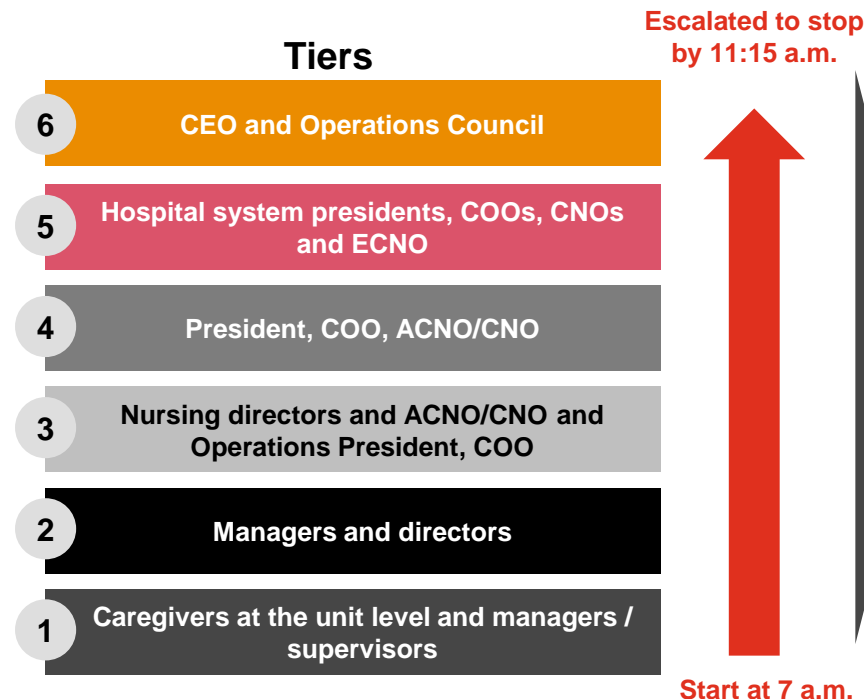 Escalated to stop
by 11:15 a.m.
Tiers
6
CEO and Operations Council
5
Hospital system presidents, COOs, CNOs
and ECNO
4
President, COO, ACNO/CNO
3
Nursing directors and ACNO/CNO and
Operations President, COO
2
Managers and directors
1
Caregivers at the unit level and managers /
supervisors
Start at 7 a.m.